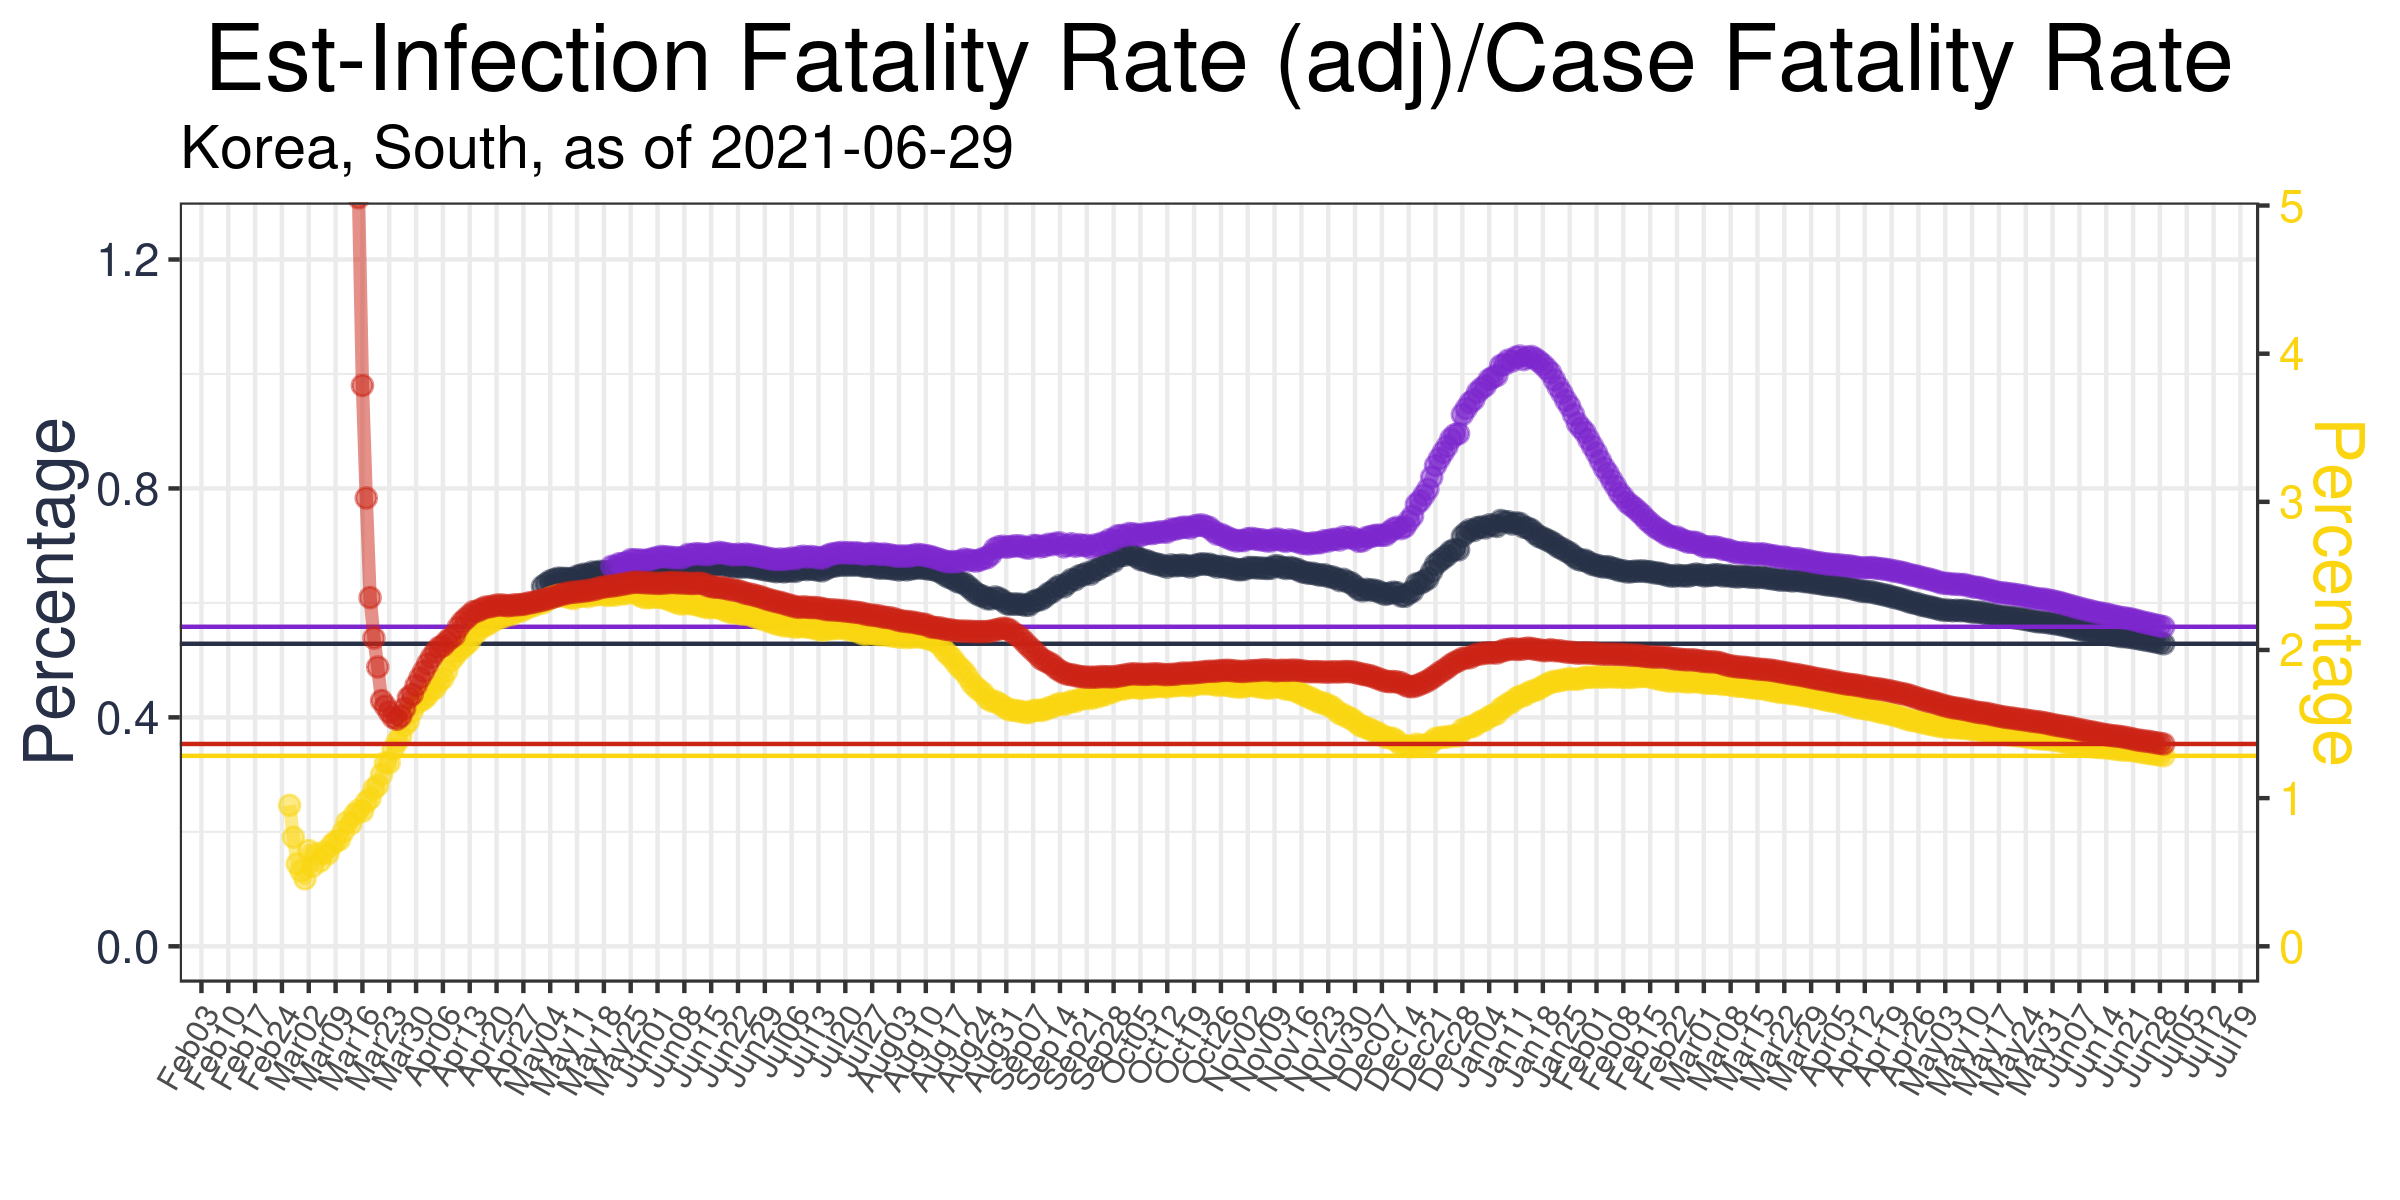 Est-Infection Fatality Rate (adj)/Case Fatality Rate
Korea, South, as of 2021-06-29
Percentage
1.2
0.8
0.4
0.0
5
4
3
2
1
0
Percentage
Feb03
Feb10
Feb17
Feb24
Mar02
Mar09
Mar16
Mar23
Mar30
Apr06
Apr13
Apr20
Apr27
May04
May11
May18
May25
Jun01
Jun08
Jun15
Jun22
Jun29
Jul06
Jul13
Jul20
Jul27
Aug03
Aug10
Aug17
Aug24
Aug31
Sep07
Sep14
Sep21
Sep28
Oct05
Oct12
Oct19
Oct26
Nov02
Nov09
Nov16
Nov23
Nov30
Dec07
Dec14
Dec21
Dec28
Jan04
Jan11
Jan18
Jan25
Feb01
Feb08
Feb15
Feb22
Mar01
Mar08
Mar15
Mar22
Mar29
Apr05
Apr12
Apr19
Apr26
May03
May10
May17
May24
May31
Jun07
Jun14
Jun21
Jun28
Jul05
Jul12
Jul19